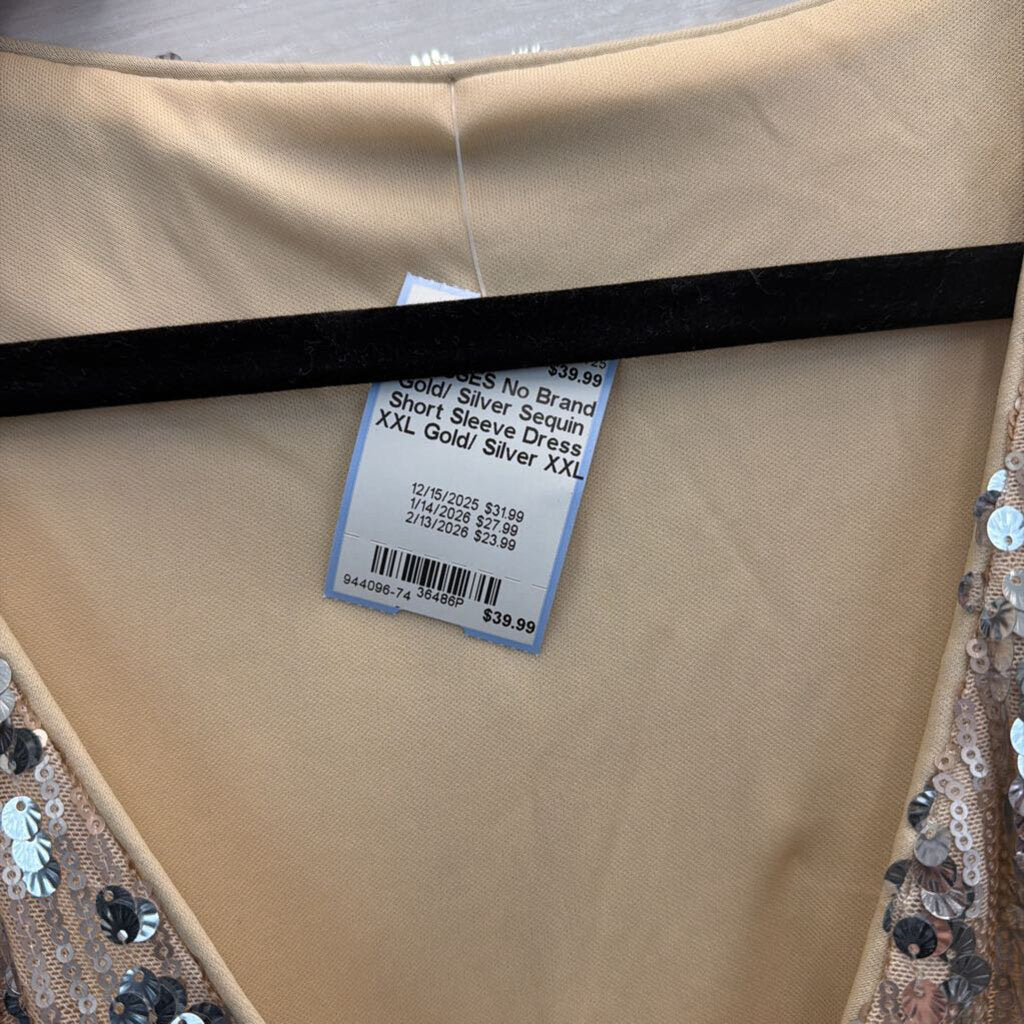 $39.99
No Brand
Gold/ Silver Sequin
Short Sleeve Dress
XXL Gold/ Silver XXL
12/15/2025 $31.99
1/14/2026 $27.99
2/13/2026 $23.99
944096-74 36486P
$39.99